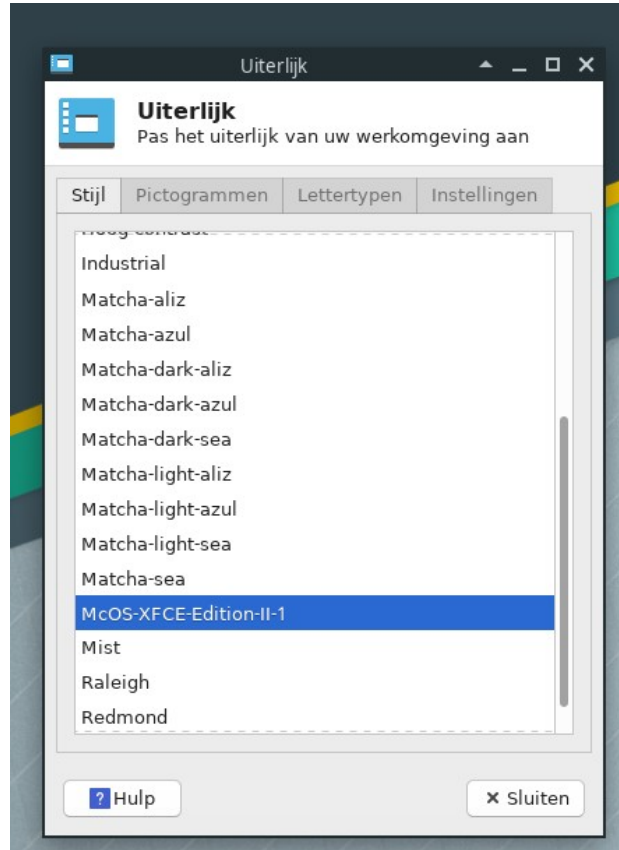 Uiterlijk
Uiterlijk
Pas het uiterlijk van uw werkomgeving aan
Stijl Pictogrammen Lettertypen Instellingen
Hoog contrast
Industrial
Matcha-aliz
Matcha-azul
Matcha-dark-aliz
Matcha-dark-azul
Matcha-dark-sea
Matcha-light-aliz
Matcha-light-azul
Matcha-light-sea
Matcha-sea
McOS-XFCE-Edition-II-1
Mist
Raleigh
Redmond
? Hulp × Sluiten